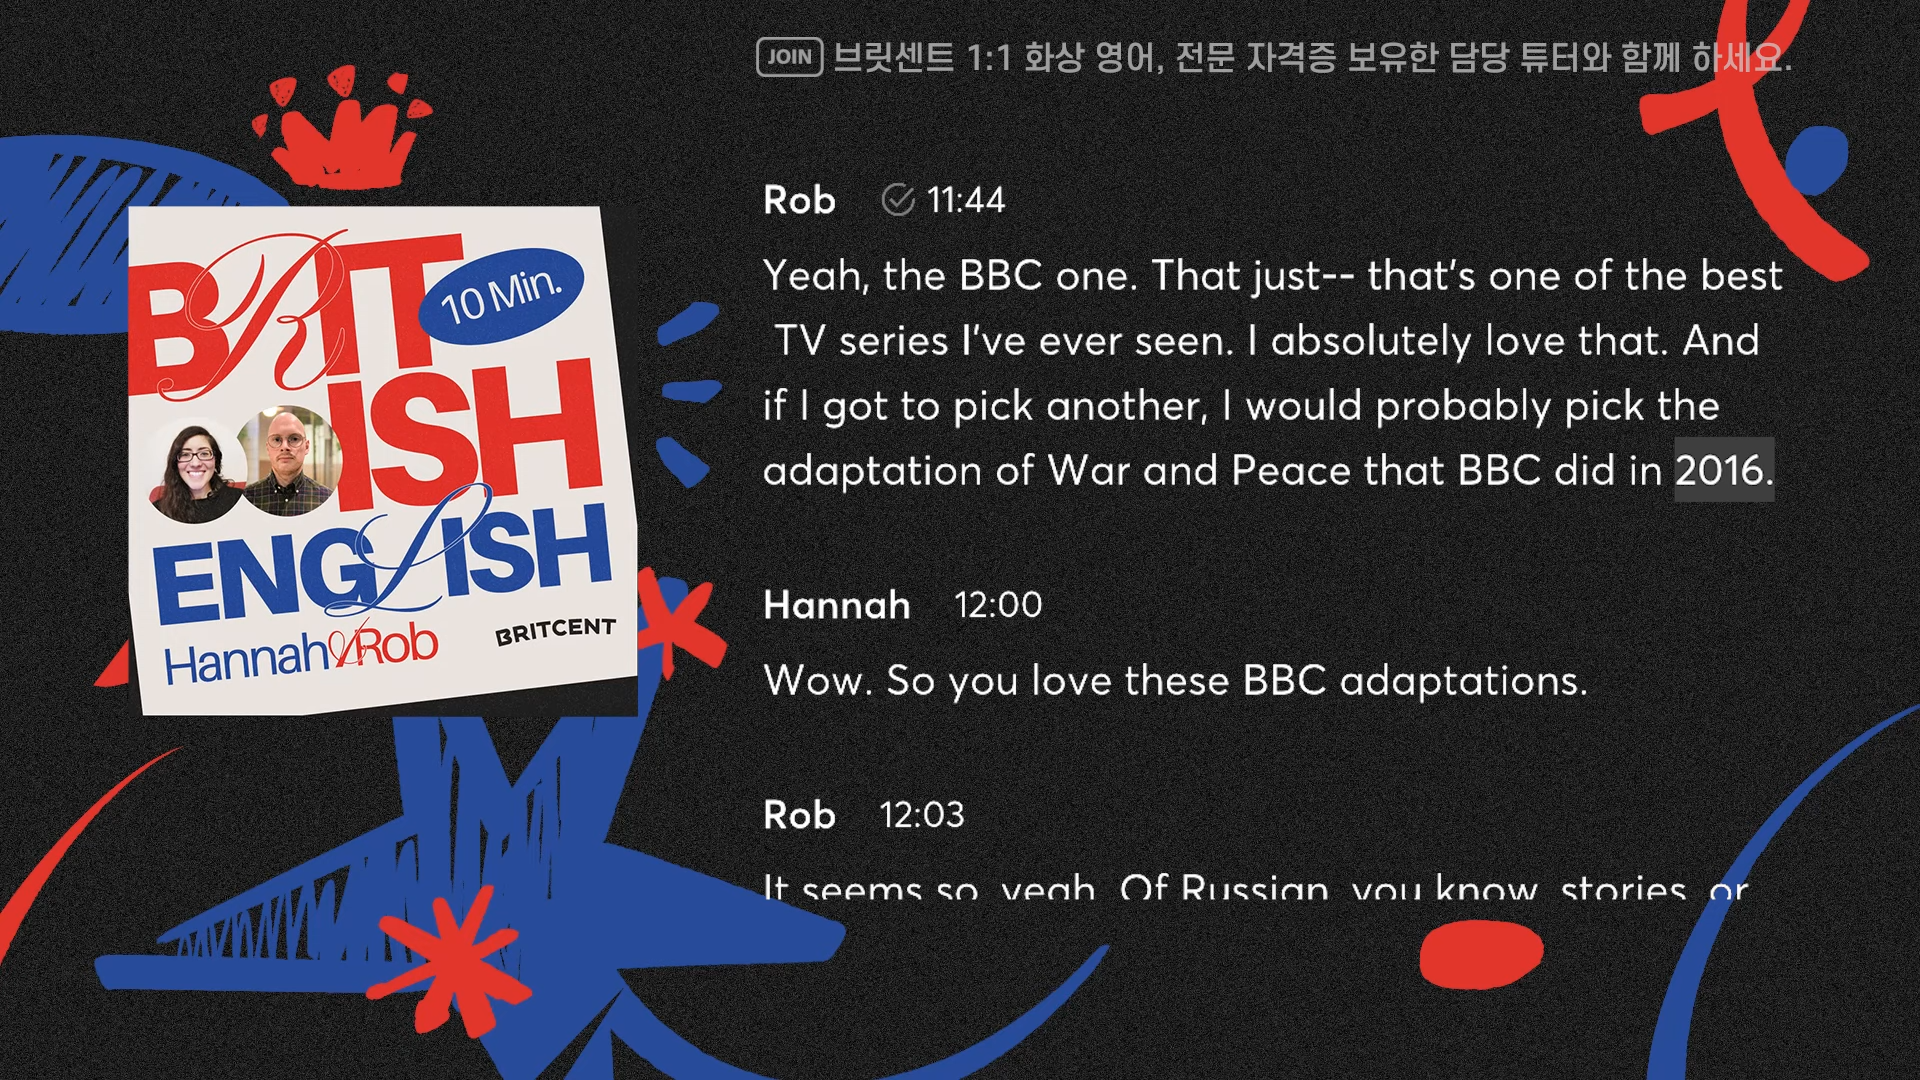 JOIN 브릿센트 1:1 화상 영어, 전문 자격증 보유한 담당 튜터와 함께 하세요.
BRITISH
10 Min.
ENGLISH
Hannah & Rob
BRITCENT
Rob 11:44
Yeah, the BBC one. That just-- that's one of the best
TV series I've ever seen. I absolutely love that. And
if I got to pick another, I would probably pick the
adaptation of War and Peace that BBC did in 2016.
Hannah 12:00
Wow. So you love these BBC adaptations.
Rob 12:03
It seems so, yeah. Of Russian, you know, stories, or